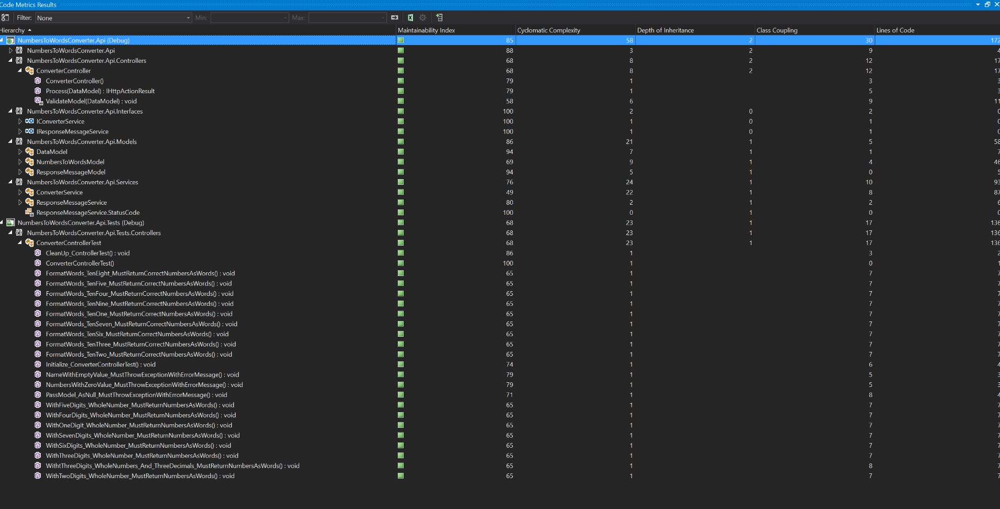 Code Metrics Results
Filter: None Min: Max:
Hierarchy Maintainability Index Cyclomatic Complexity Depth of Inheritance Class Coupling Lines of Code
NumbersToWordsConverter.Api (Debug) 85 58 2 30 172
NumbersToWordsConverter.Api 88 3 2 9 4
NumbersToWordsConverter.Api.Controllers 68 8 2 12 17
ConverterController 68 8 2 12 17
ConverterController() 79 1 3 3
Process(DataModel) : IHttpActionResult 79 1 5 3
ValidateModel(DataModel) : void 58 6 9 11
NumbersToWordsConverter.Api.Interfaces 100 2 0 2 0
IConverterService 100 1 0 1 0
IResponseMessageService 100 1 0 1 0
NumbersToWordsConverter.Api.Models 86 21 1 5 58
DataModel 94 7 1 1 7
NumbersToWordsModel 69 9 1 4 46
ResponseMessageModel 94 5 1 0 5
NumbersToWordsConverter.Api.Services 76 24 1 10 93
ConverterService 49 22 1 8 87
ResponseMessageService 80 2 1 2 6
ResponseMessageService.StatusCode 100 0 1 0 0
NumbersToWordsConverter.Api.Tests (Debug) 68 23 1 17 136
NumbersToWordsConverter.Api.Tests.Controllers 68 23 1 17 136
ConverterControllerTest 68 23 1 17 136
CleanUp_ControllerTest() : void 86 1 3 2
ConverterControllerTest() 100 1 0 1
FormatWords_TenEight_MustReturnCorrectNumbersAsWords() : void 65 1 7 7
FormatWords_TenFive_MustReturnCorrectNumbersAsWords() : void 65 1 7 7
FormatWords_TenFour_MustReturnCorrectNumbersAsWords() : void 65 1 7 7
FormatWords_TenNine_MustReturnCorrectNumbersAsWords() : void 65 1 7 7
FormatWords_TenOne_MustReturnCorrectNumbersAsWords() : void 65 1 7 7
FormatWords_TenSeven_MustReturnCorrectNumbersAsWords() : void 65 1 7 7
FormatWords_TenSix_MustReturnCorrectNumbersAsWords() : void 65 1 7 7
FormatWords_TenThree_MustReturnCorrectNumbersAsWords() : void 65 1 7 7
FormatWords_TenTwo_MustReturnCorrectNumbersAsWords() : void 65 1 7 7
Initialize_ConverterControllerTest() : void 74 1 6 4
NameWithEmptyValue_MustThrowExceptionWithErrorMessage() : void 79 1 5 3
NumbersWithZeroValue_MustThrowExceptionWithErrorMessage() : void 79 1 5 3
PassModel_AsNull_MustThrowExceptionWithErrorMessage() : void 71 1 8 4
WithFiveDigits_WholeNumber_MustReturnNumbersAsWords() : void 65 1 7 7
WithFourDigits_WholeNumber_MustReturnNumbersAsWords() : void 65 1 7 7
WithOneDigit_WholeNumber_MustReturnNumbersAsWords() : void 65 1 7 7
WithSevenDigits_WholeNumber_MustReturnNumbersAsWords() : void 65 1 7 7
WithSixDigits_WholeNumber_MustReturnNumbersAsWords() : void 65 1 7 7
WithThreeDigits_WholeNumber_MustReturnNumbersAsWords() : void 65 1 7 7
WithtThreeDigits_WholeNumbers_And_ThreeDecimals_MustReturnNumbersAsWords() : void 65 1 8 7
WithTwoDigits_WholeNumber_MustReturnNumbersAsWords() : void 65 1 7 7